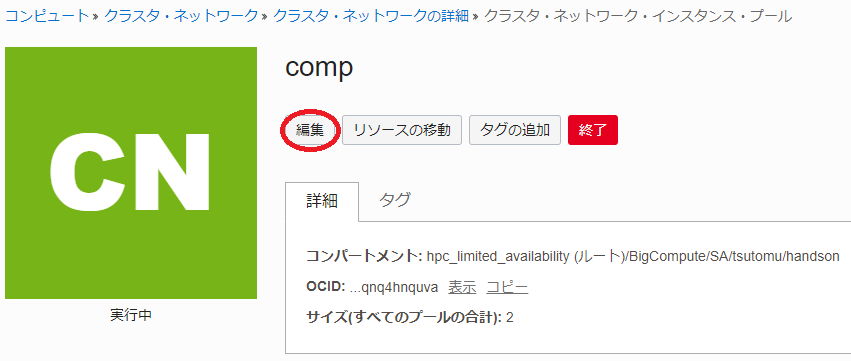 コンピュート » クラスタ・ネットワーク » クラスタ・ネットワークの詳細 » クラスタ・ネットワーク・インスタンス・プール
CN
実行中
comp
編集 リソースの移動 タグの追加 終了
詳細 タグ
コンパートメント: hpc_limited_availability (ルート)/BigCompute/SA/tsutomu/handson
OCID: ...qnq4hnquva 表示 コピー
サイズ(すべてのプールの合計): 2